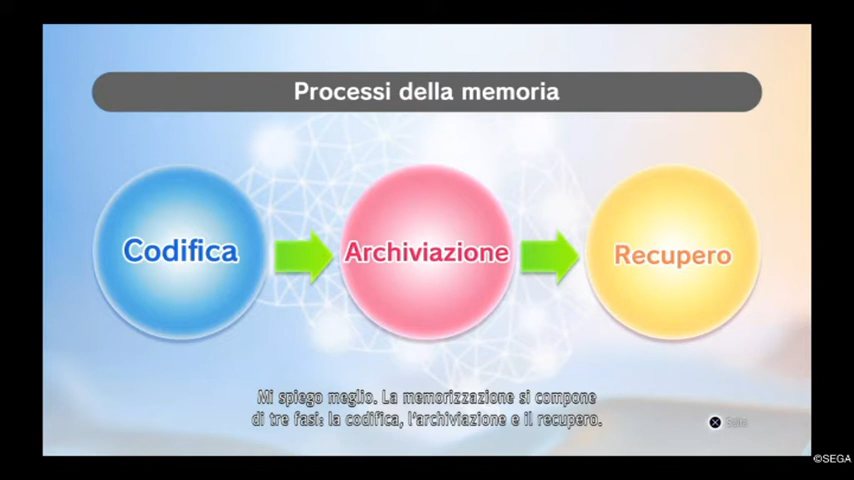 Processi della memoria
Codifica
Archiviazione
Recupero
Mi spiego meglio. La memorizzazione si compone
di tre fasi: la codifica, l'archiviazione e il recupero.
Salta
©SEGA